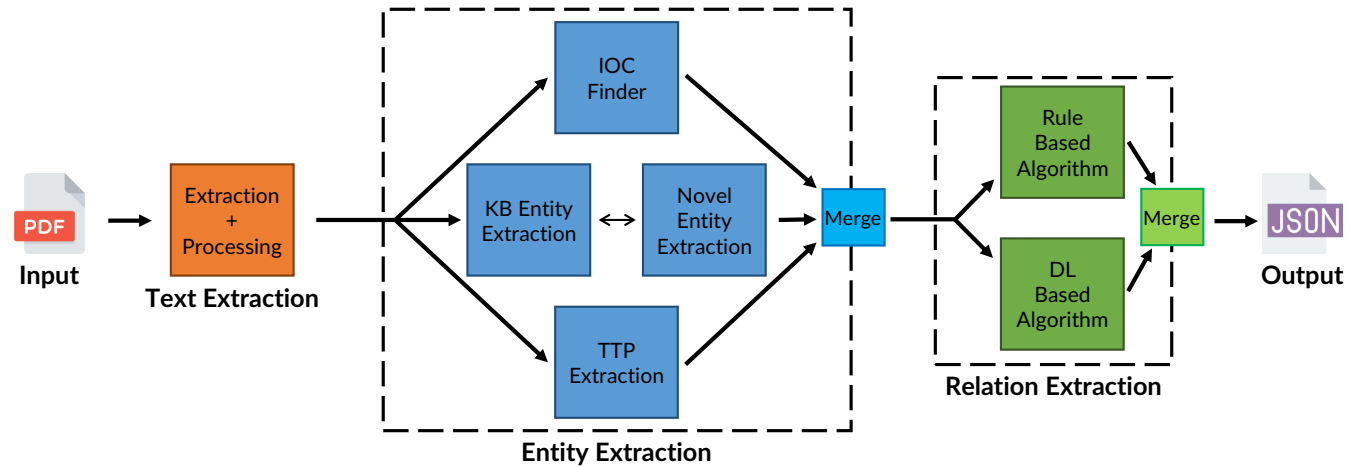 PDF
Input
Extraction
+
Processing
Text Extraction
IOC
Finder
KB Entity
Extraction
Novel
Entity
Extraction
TTP
Extraction
Merge
Entity Extraction
Rule
Based
Algorithm
DL
Based
Algorithm
Merge
Relation Extraction
JSON
Output